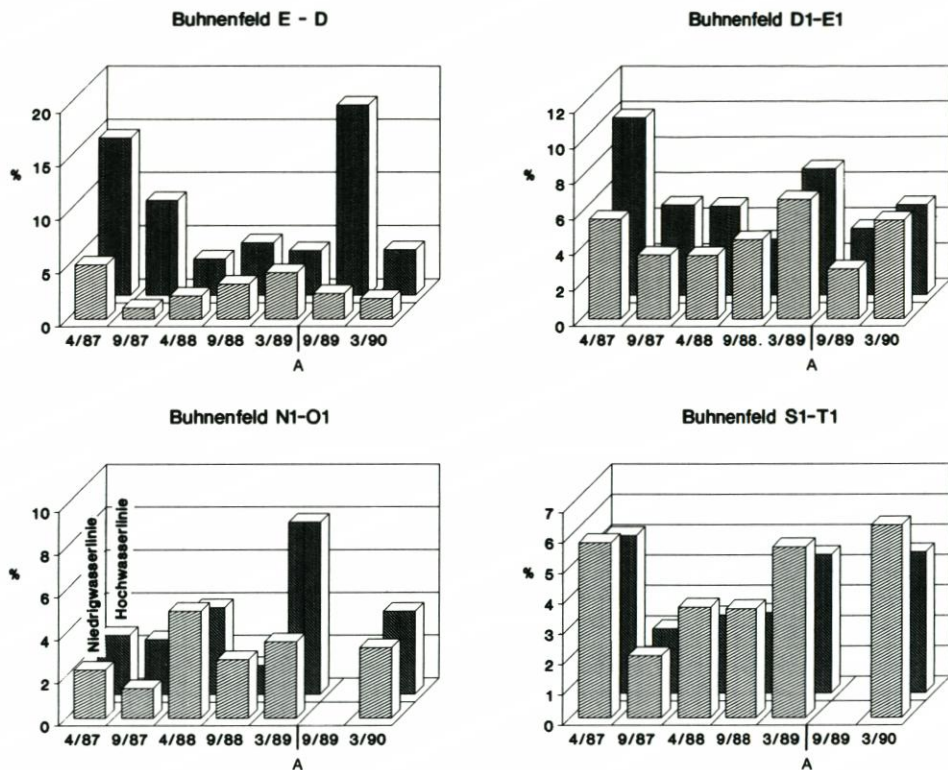 Buhnenfeld E - D
%
20
15
10
5
0
4/87 9/87 4/88 9/88 3/89 9/89 3/90
A
Buhnenfeld D1-E1
%
12
10
8
6
4
2
0
4/87 9/87 4/88 9/88. 3/89 9/89 3/90
A
Buhnenfeld N1-O1
%
10
8
6
4
2
0
Niedrigwasserlinie
Hochwasserlinie
4/87 9/87 4/88 9/88 3/89 9/89 3/90
A
Buhnenfeld S1-T1
%
7
6
5
4
3
2
1
0
4/87 9/87 4/88 9/88 3/89 9/89 3/90
A